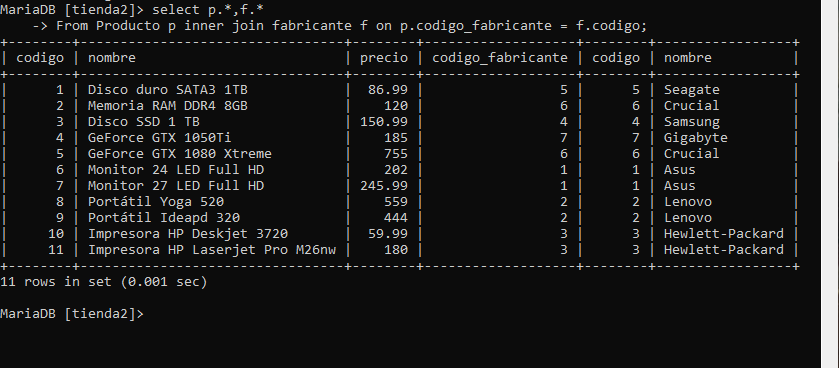 MariaDB [tienda2]> select p.*,f.*
    -> From Producto p inner join fabricante f on p.codigo_fabricante = f.codigo;
+--------+---------------------------------+--------+-------------------+--------+-----------------+
| codigo | nombre                          | precio | codigo_fabricante | codigo | nombre          |
+--------+---------------------------------+--------+-------------------+--------+-----------------+
|      1 | Disco duro SATA3 1TB            |  86.99 |                 5 |      5 | Seagate         |
|      2 | Memoria RAM DDR4 8GB            |    120 |                 6 |      6 | Crucial         |
|      3 | Disco SSD 1 TB                  | 150.99 |                 4 |      4 | Samsung         |
|      4 | GeForce GTX 1050Ti              |    185 |                 7 |      7 | Gigabyte        |
|      5 | GeForce GTX 1080 Xtreme         |    755 |                 6 |      6 | Crucial         |
|      6 | Monitor 24 LED Full HD          |    202 |                 1 |      1 | Asus            |
|      7 | Monitor 27 LED Full HD          | 245.99 |                 1 |      1 | Asus            |
|      8 | Portátil Yoga 520               |    559 |                 2 |      2 | Lenovo          |
|      9 | Portátil Ideapd 320             |    444 |                 2 |      2 | Lenovo          |
|     10 | Impresora HP Deskjet 3720       |  59.99 |                 3 |      3 | Hewlett-Packard |
|     11 | Impresora HP Laserjet Pro M26nw |    180 |                 3 |      3 | Hewlett-Packard |
+--------+---------------------------------+--------+-------------------+--------+-----------------+
11 rows in set (0.001 sec)
MariaDB [tienda2]>